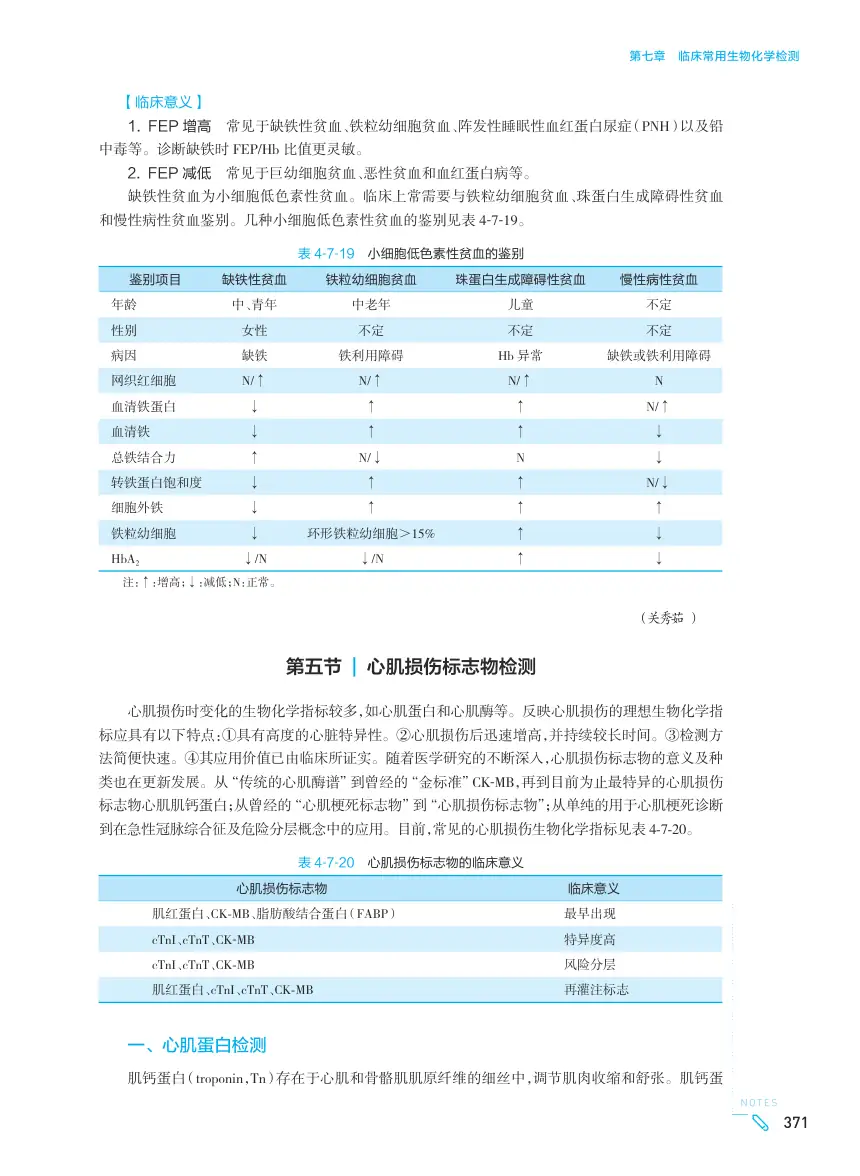 第七章 临床常用生物化学检测
【临床意义】
1. FEP 增高 常见于缺铁性贫血、铁粒幼细胞贫血、阵发性睡眠性血红蛋白尿症（PNH）以及铅
中毒等。诊断缺铁时 FEP/Hb 比值更灵敏。
2. FEP 减低 常见于巨幼细胞贫血、恶性贫血和血红蛋白病等。
缺铁性贫血为小细胞低色素性贫血。临床上常需要与铁粒幼细胞贫血、珠蛋白生成障碍性贫血
和慢性病性贫血鉴别。几种小细胞低色素性贫血的鉴别见表 4-7-19。
表 4-7-19 小细胞低色素性贫血的鉴别
鉴别项目 缺铁性贫血 铁粒幼细胞贫血 珠蛋白生成障碍性贫血 慢性病性贫血
年龄 中、青年 中老年 儿童 不定
性别 女性 不定 不定 不定
病因 缺铁 铁利用障碍 Hb 异常 缺铁或铁利用障碍
网织红细胞 N/↑ N/↑ N/↑ N
血清铁蛋白 ↓ ↑ ↑ N/↑
血清铁 ↓ ↑ ↑ ↓
总铁结合力 ↑ N/↓ N ↓
转铁蛋白饱和度 ↓ ↑ ↑ N/↓
细胞外铁 ↓ ↑ ↑ ↑
铁粒幼细胞 ↓ 环形铁粒幼细胞＞15% ↑ ↓
HbA₂ ↓/N ↓/N ↑ ↓
注：↑：增高；↓：减低；N：正常。
（关秀茹）
第五节 | 心肌损伤标志物检测
心肌损伤时变化的生物化学指标较多，如心肌蛋白和心肌酶等。反映心肌损伤的理想生物化学指
标应具有以下特点：①具有高度的心脏特异性。②心肌损伤后迅速增高，并持续较长时间。③检测方
法简便快速。④其应用价值已由临床所证实。随着医学研究的不断深入，心肌损伤标志物的意义及种
类也在更新发展。从“传统的心肌酶谱”到曾经的“金标准”CK-MB，再到目前为止最特异的心肌损伤
标志物心肌肌钙蛋白；从曾经的“心肌梗死标志物”到“心肌损伤标志物”；从单纯的用于心肌梗死诊断
到在急性冠脉综合征及危险分层概念中的应用。目前，常见的心肌损伤生物化学指标见表 4-7-20。
表 4-7-20 心肌损伤标志物的临床意义
心肌损伤标志物 临床意义
肌红蛋白、CK-MB、脂肪酸结合蛋白（FABP） 最早出现
cTnI、cTnT、CK-MB 特异度高
cTnI、cTnT、CK-MB 风险分层
肌红蛋白、cTnI、cTnT、CK-MB 再灌注标志
一、心肌蛋白检测
肌钙蛋白（troponin，Tn）存在于心肌和骨骼肌肌原纤维的细丝中，调节肌肉收缩和舒张。肌钙蛋
NOTES
371